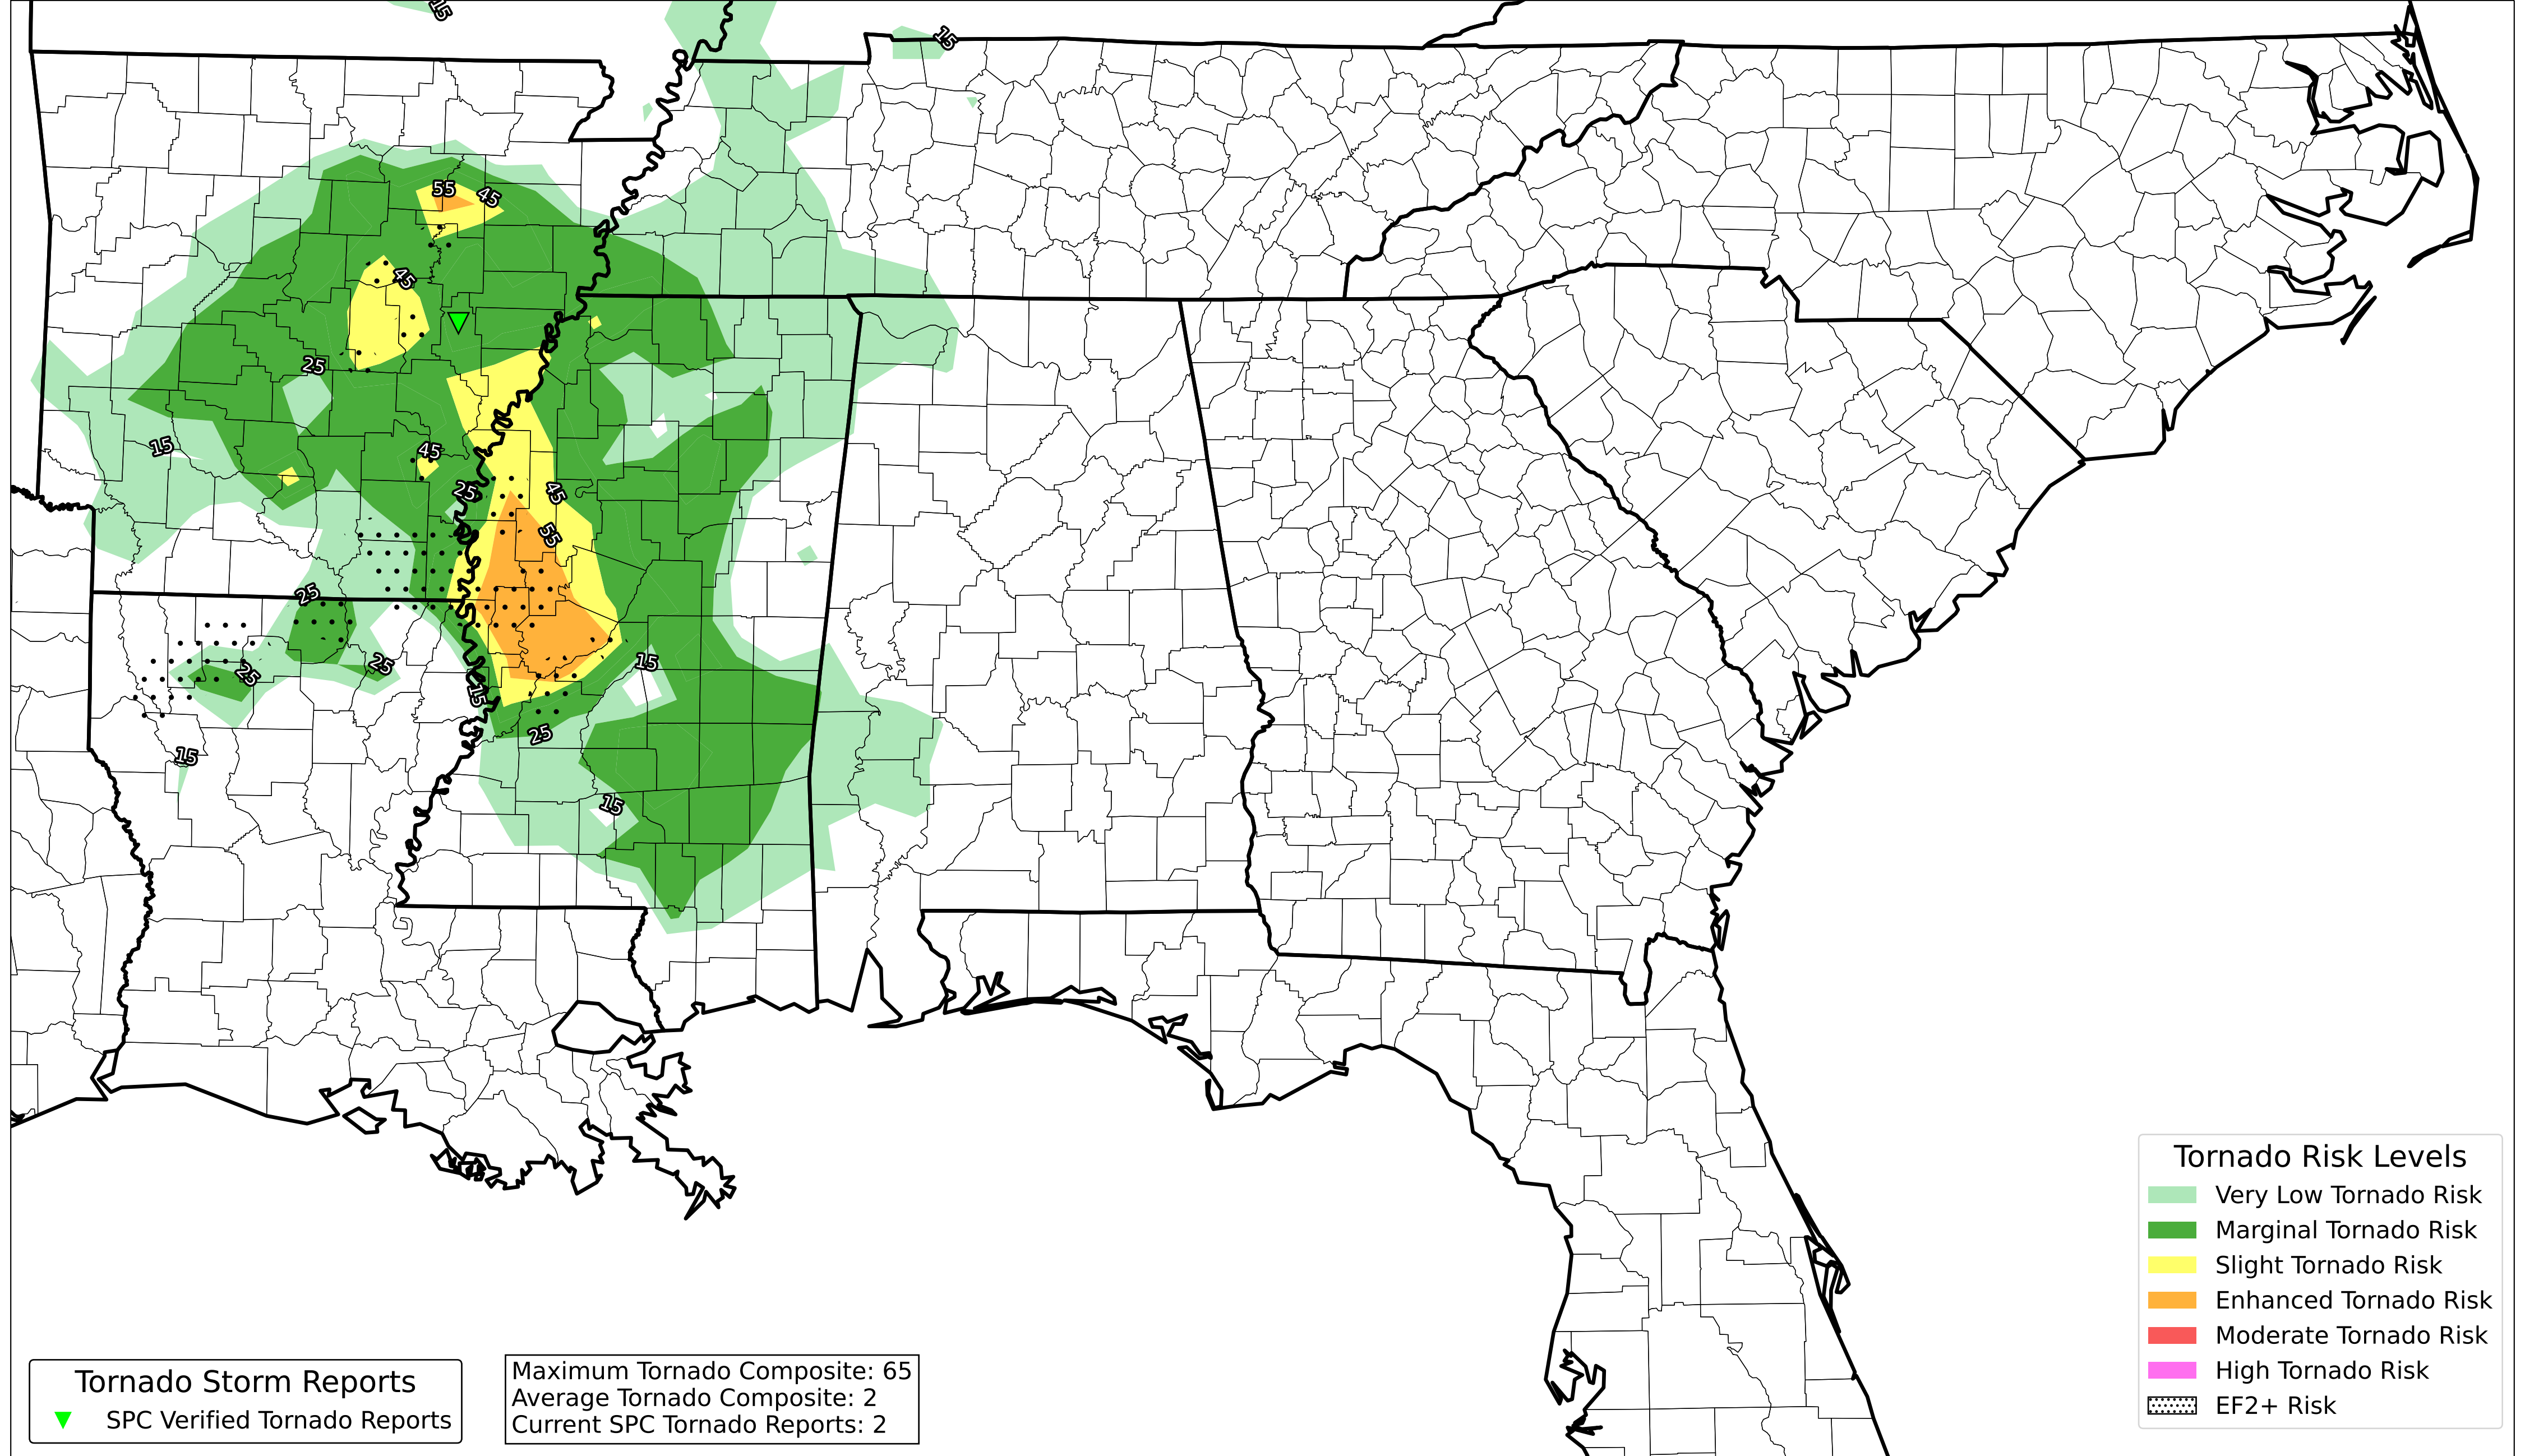 15
15
55
45
45
25
15
45
25
45
55
25
25
25
15
15
25
15
15
Tornado Risk Levels
Very Low Tornado Risk
Marginal Tornado Risk
Slight Tornado Risk
Enhanced Tornado Risk
Moderate Tornado Risk
High Tornado Risk
EF2+ Risk
Tornado Storm Reports
SPC Verified Tornado Reports
Maximum Tornado Composite: 65
Average Tornado Composite: 2
Current SPC Tornado Reports: 2